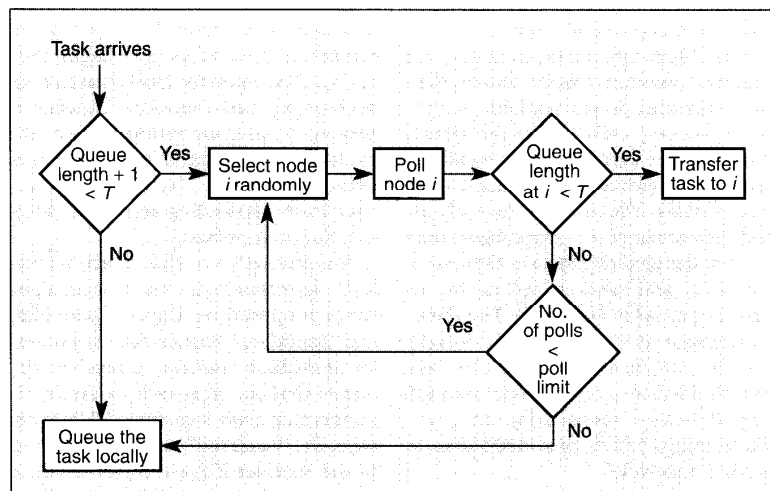 Task arrives
Queue
length + 1
< T
Yes
No
Select node
i randomly
Poll
node i
Queue
length
at i < T
Yes
No
Transfer
task to i
No.
of polls
<
poll
limit
Yes
No
Queue the
task locally